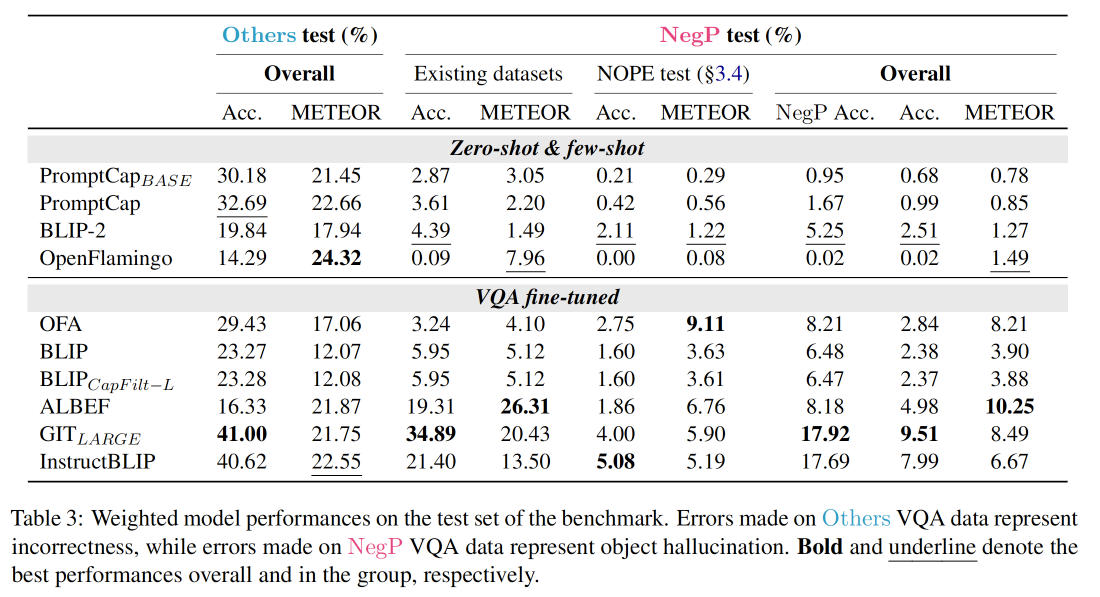 Others test (%) NegP test (%)
Overall Existing datasets NOPE test (§3.4) Overall
Acc. METEOR Acc. METEOR Acc. METEOR NegP Acc. Acc. METEOR
Zero-shot & few-shot
PromptCapBASE 30.18 21.45 2.87 3.05 0.21 0.29 0.95 0.68 0.78
PromptCap 32.69 22.66 3.61 2.20 0.42 0.56 1.67 0.99 0.85
BLIP-2 19.84 17.94 4.39 1.49 2.11 1.22 5.25 2.51 1.27
OpenFlamingo 14.29 24.32 0.09 7.96 0.00 0.08 0.02 0.02 1.49
VQA fine-tuned
OFA 29.43 17.06 3.24 4.10 2.75 9.11 8.21 2.84 8.21
BLIP 23.27 12.07 5.95 5.12 1.60 3.63 6.48 2.38 3.90
BLIPCapFilt−L 23.28 12.08 5.95 5.12 1.60 3.61 6.47 2.37 3.88
ALBEF 16.33 21.87 19.31 26.31 1.86 6.76 8.18 4.98 10.25
GITLARGE 41.00 21.75 34.89 20.43 4.00 5.90 17.92 9.51 8.49
InstructBLIP 40.62 22.55 21.40 13.50 5.08 5.19 17.69 7.99 6.67
Table 3: Weighted model performances on the test set of the benchmark. Errors made on Others VQA data represent
incorrectness, while errors made on NegP VQA data represent object hallucination. Bold and underline denote the
best performances overall and in the group, respectively.